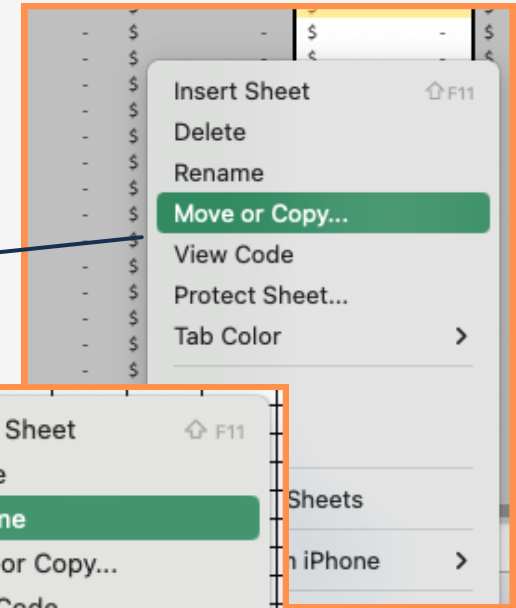 - $ - $ - $
- $ $ - $
- $
- $
- $
- $
- $
- $
$
- $
- $
- $
- $
- $
Insert Sheet ⇧F11
Delete
Rename
Move or Copy...
View Code
Protect Sheet...
Tab Color >
Sheets
iPhone >
Sheet ⇧ F11
or Copy...